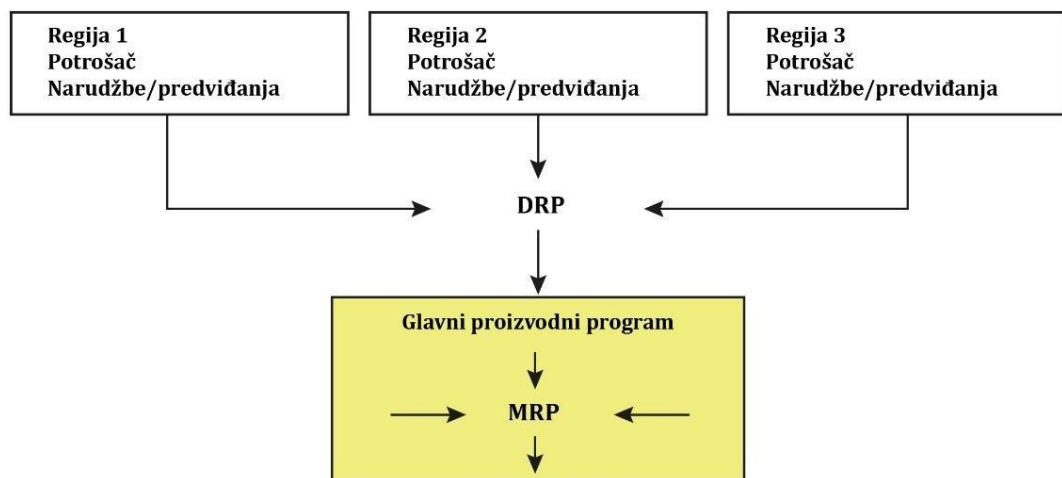 Regija 1
Potrošač
Narudžbe/predviđanja
Regija 2
Potrošač
Narudžbe/predviđanja
Regija 3
Potrošač
Narudžbe/predviđanja
DRP
Glavni proizvodni program
MRP